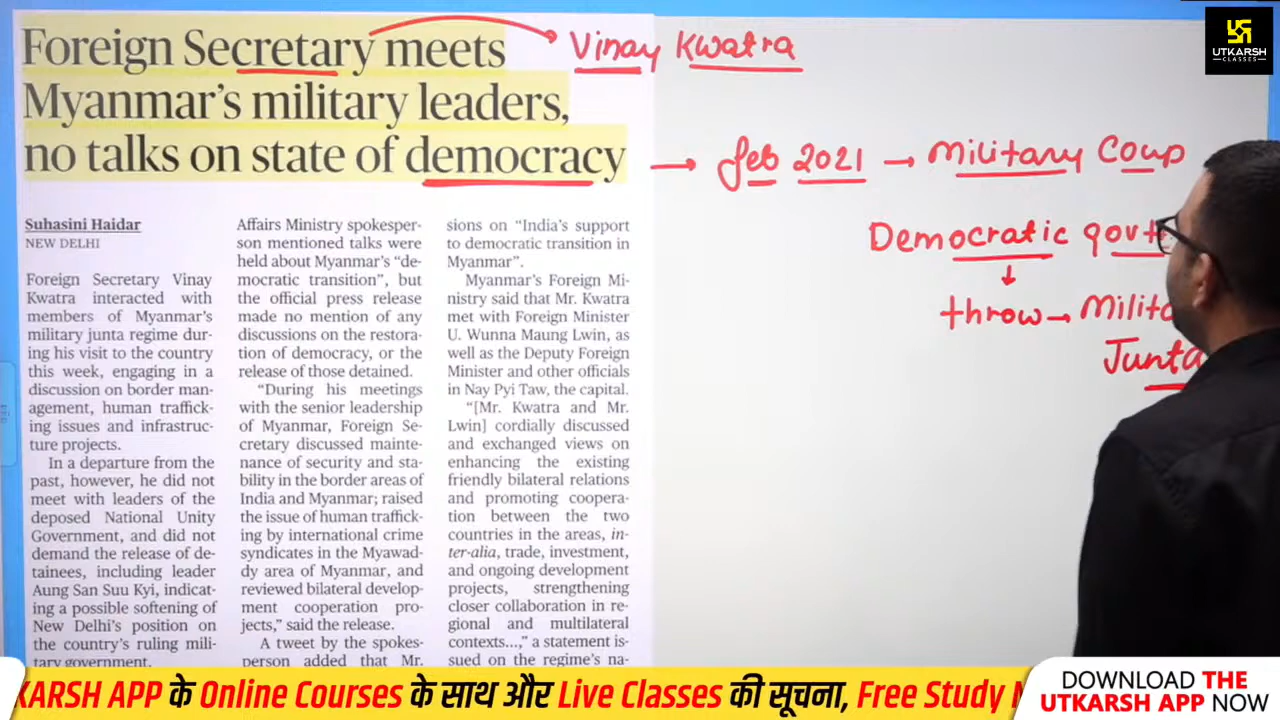 Foreign Secretary meets
Myanmar's military leaders,
no talks on state of democracy
Vinay Kwatra
UTKARSH
CLASSES
Feb 2021 → Military Coup
Democratic govt
throw →
Junta
Suhasini Haidar
NEW DELHI
Foreign Secretary Vinay
Kwatra interacted with
members of Myanmar's
military junta regime dur-
ing his visit to the country
this week, engaging in a
discussion on border man-
agement, human traffick-
ing issues and infrastruc-
ture projects.
In a departure from the
past, however, he did not
meet with leaders of the
deposed National Unity
Government, and did not
demand the release of de-
tainees, including leader
Aung San Suu Kyi, indicat-
ing a possible softening of
New Delhi's position on
the country's ruling mili-
tary government.
Affairs Ministry spokesper-
son mentioned talks were
held about Myanmar's "de-
mocratic transition", but
the official press release
made no mention of any
discussions on the restora-
tion of democracy, or the
release of those detained.
"During his meetings
with the senior leadership
of Myanmar, Foreign Se-
cretary discussed mainte-
nance of security and sta-
bility in the border areas of
India and Myanmar; raised
the issue of human traffick-
ing by international crime
syndicates in the Myawad-
dy area of Myanmar, and
reviewed bilateral develop-
ment cooperation pro-
jects," said the release.
A tweet by the spokes-
person added that Mr.
sions on "India's support
to democratic transition in
Myanmar".
Myanmar's Foreign Mi-
nistry said that Mr. Kwatra
met with Foreign Minister
U. Wunna Maung Lwin, as
well as the Deputy Foreign
Minister and other officials
in Nay Pyi Taw, the capital.
"[Mr. Kwatra and Mr.
Lwin] cordially discussed
and exchanged views on
enhancing the existing
friendly bilateral relations
and promoting coopera-
tion between the two
countries in the areas, in-
ter-alia, trade, investment,
and ongoing development
projects, strengthening
closer collaboration in re-
gional and multilateral
contexts...," a statement is-
sued on the regime's na-
KARSH APP के Online Courses के साथ और Live Classes की सूचना, Free Study
DOWNLOAD THE
UTKARSH APP NOW